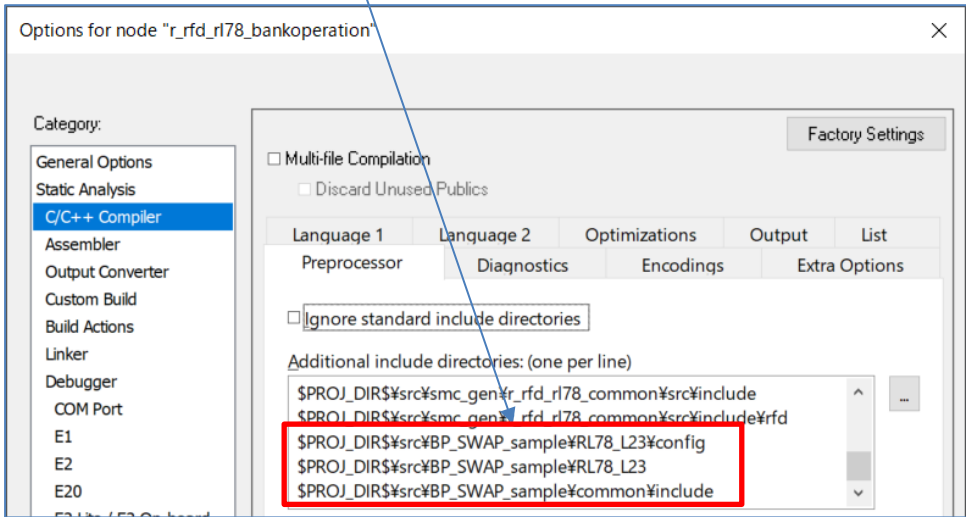 Options for node "r_rfd_rl78_bankoperation"
Category:
Factory Settings
General Options
Static Analysis
C/C++ Compiler
Assembler
Output Converter
Custom Build
Build Actions
Linker
Debugger
COM Port
E1
E2
E20
Multi-file Compilation
Discard Unused Publics
Language 1 Language 2 Optimizations Output List
Preprocessor Diagnostics Encodings Extra Options
Ignore standard include directories
Additional include directories: (one per line)
$PROJ_DIR$¥src¥smc_gen¥r_rfd_rl78_common¥src¥include
$PROJ_DIR$¥src¥smc_gen¥r_rfd_rl78_common¥src¥include¥rfd
$PROJ_DIR$¥src¥BP_SWAP_sample¥RL78_L23¥config
$PROJ_DIR$¥src¥BP_SWAP_sample¥RL78_L23
$PROJ_DIR$¥src¥BP_SWAP_sample¥common¥include
...